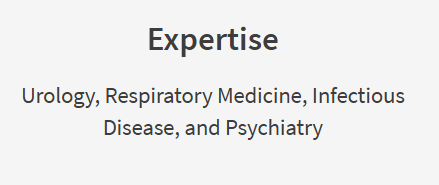 Expertise
Urology, Respiratory Medicine, Infectious
Disease, and Psychiatry